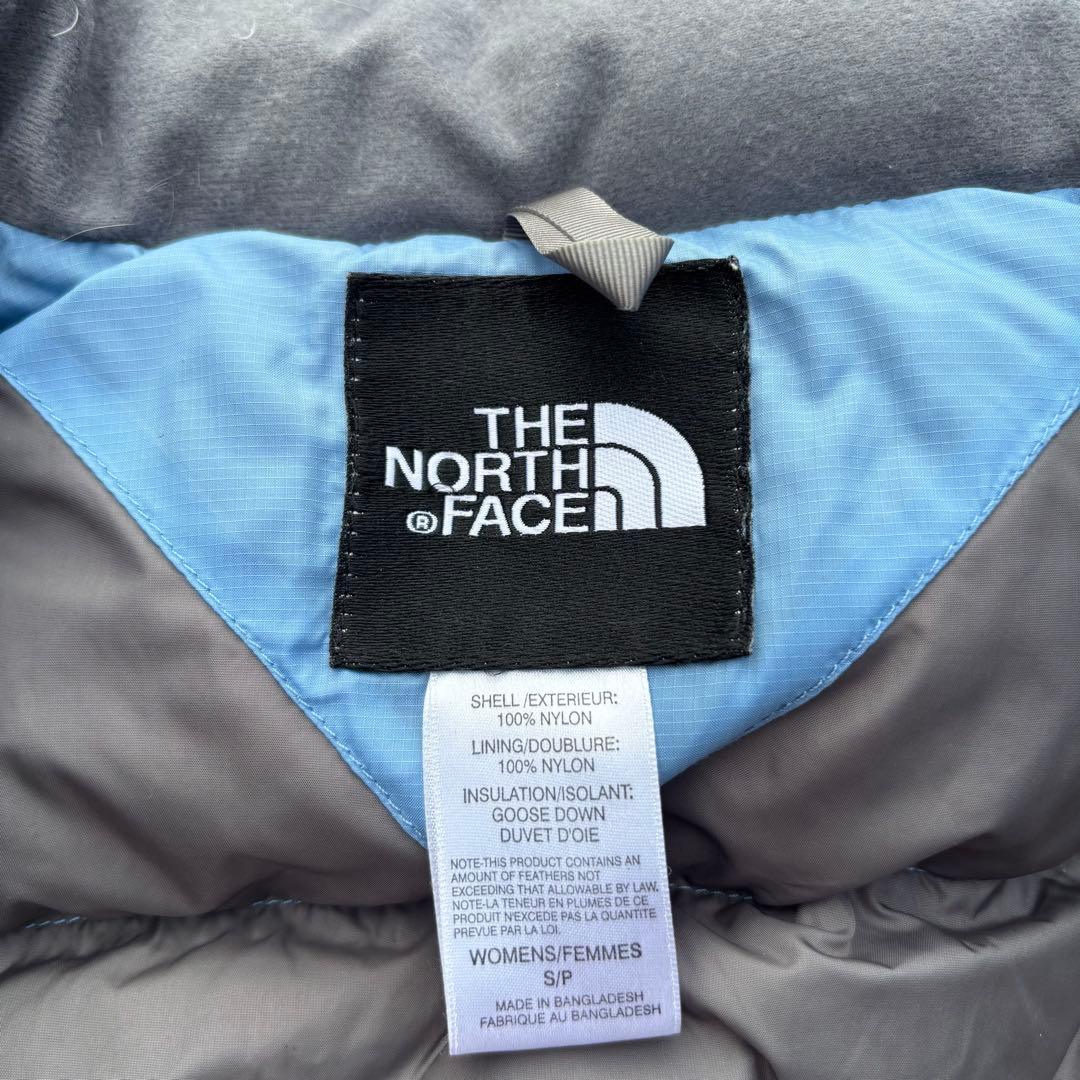 THE
NORTH
® FACE
SHELL /EXTERIEUR:
100% NYLON
LINING/DOUBLURE:
100% NYLON
INSULATION/ISOLANT:
GOOSE DOWN
DUVET D'OIE
NOTE-THIS PRODUCT CONTAINS AN
AMOUNT OF FEATHERS NOT
EXCEEDING THAT ALLOWABLE BY LAW.
NOTE-LA TENEUR EN PLUMES DE CE
PRODUIT N'EXCEDE PAS LA QUANTITE
PREVUE PAR LA LOI.
WOMENS/FEMMES
S/P
MADE IN BANGLADESH
FABRIQUE AU BANGLADESH